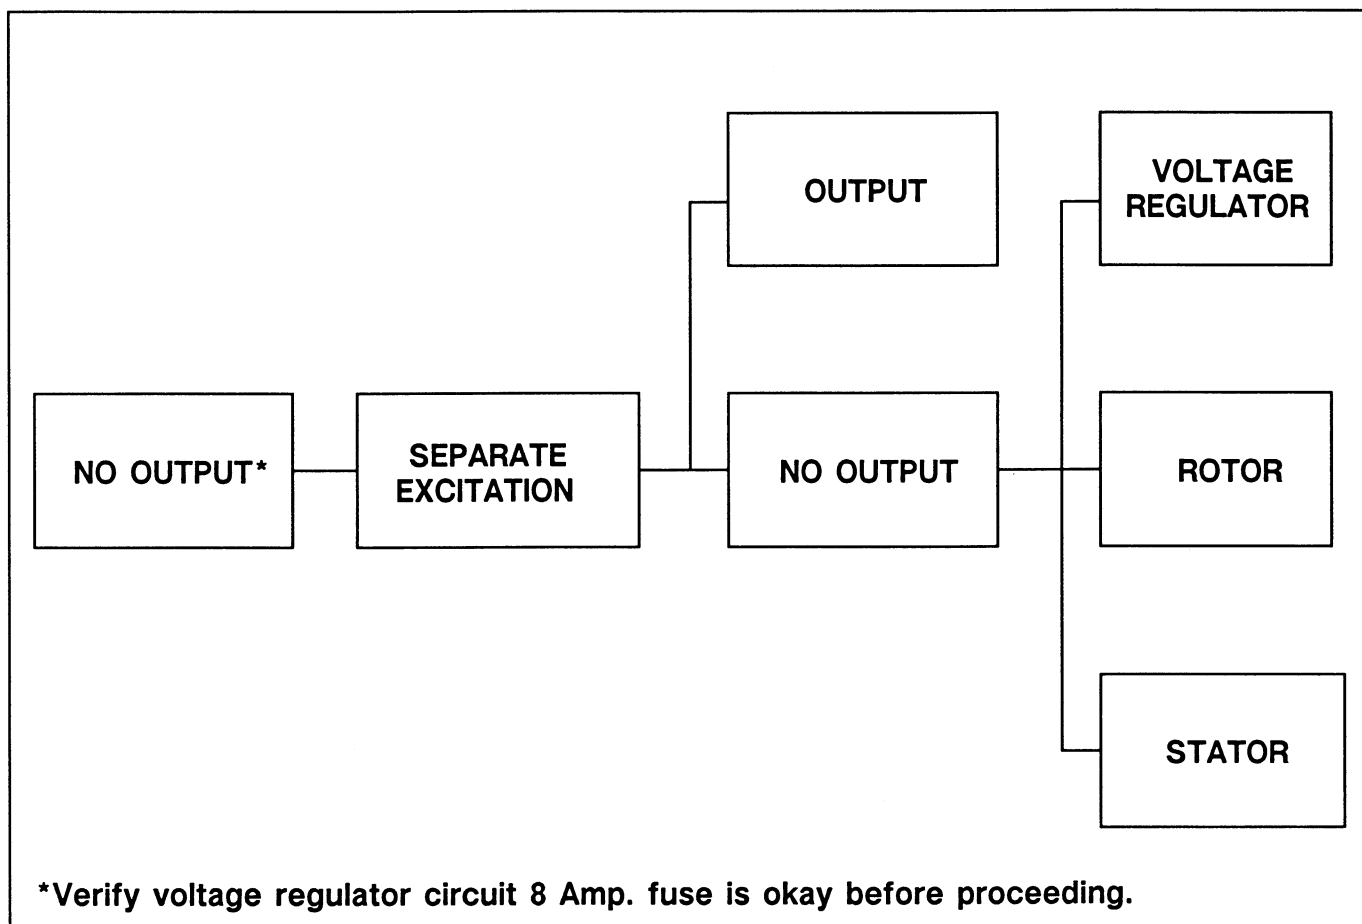 OUTPUT
VOLTAGE
REGULATOR
NO OUTPUT*
SEPARATE
EXCITATION
NO OUTPUT
ROTOR
STATOR
*Verify voltage regulator circuit 8 Amp. fuse is okay before proceeding.